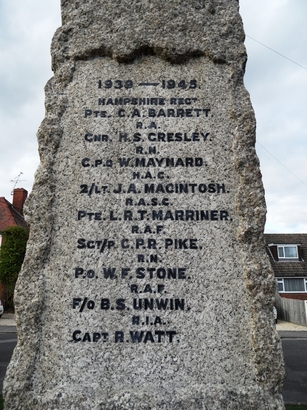 1939 — 1945.
HAMPSHIRE REGT
PTE. C.A. BARRETT.
R.A.
GNR. H.S. CRESLEY.
R.N.
C.P.O W. MAYNARD.
H.A.C.
2/LT. J.A. MACINTOSH.
R.A.S.C.
PTE. L.R.T. MARRINER.
R.A.F.
SGT/P. C.P.R. PIKE.
R.N.
P.O. W.F. STONE.
R.A.F.
F/O B.S. UNWIN.
R.I.A.
CAPT R. WATT.